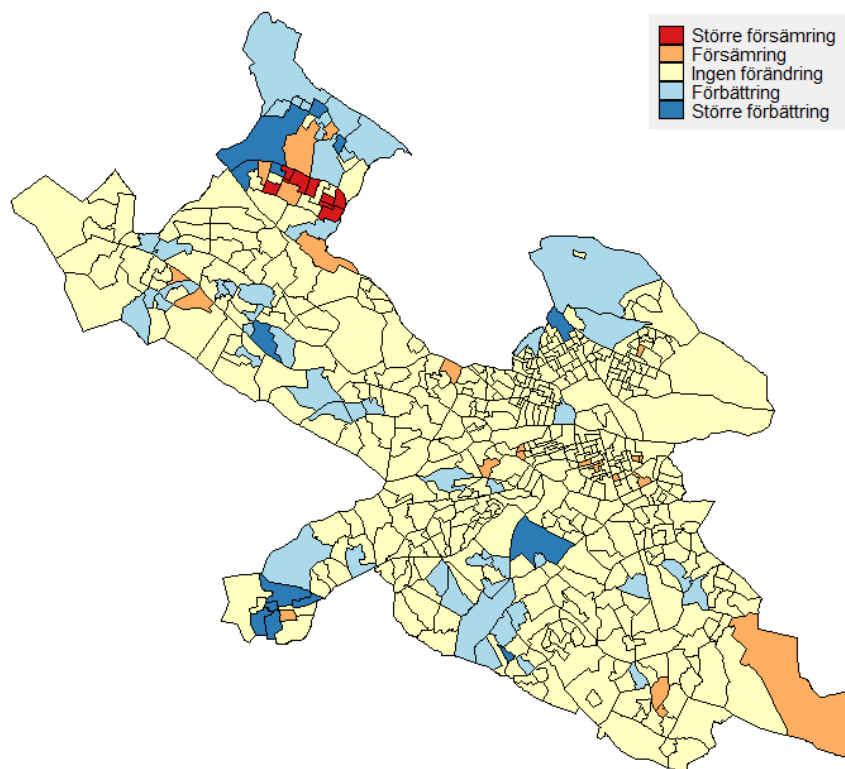 Större försämring
Försämring
Ingen förändring
Förbättring
Större förbättring